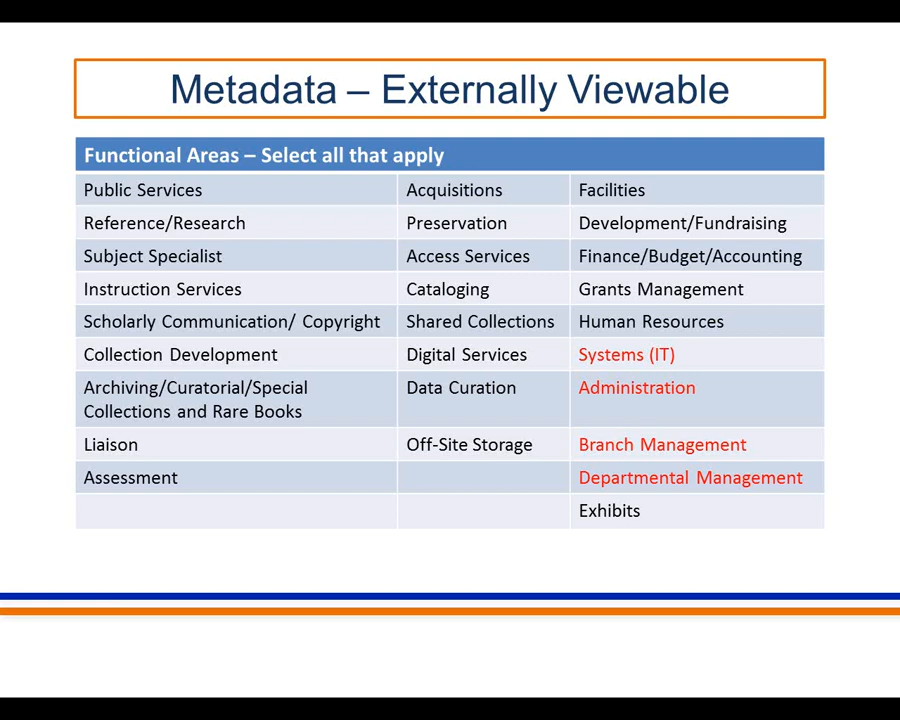 Metadata – Externally Viewable
Functional Areas – Select all that apply
Public Services Acquisitions Facilities
Reference/Research Preservation Development/Fundraising
Subject Specialist Access Services Finance/Budget/Accounting
Instruction Services Cataloging Grants Management
Scholarly Communication/ Copyright Shared Collections Human Resources
Collection Development Digital Services Systems (IT)
Archiving/Curatorial/Special Data Curation Administration
Collections and Rare Books
Liaison Off-Site Storage Branch Management
Assessment Departmental Management
Exhibits